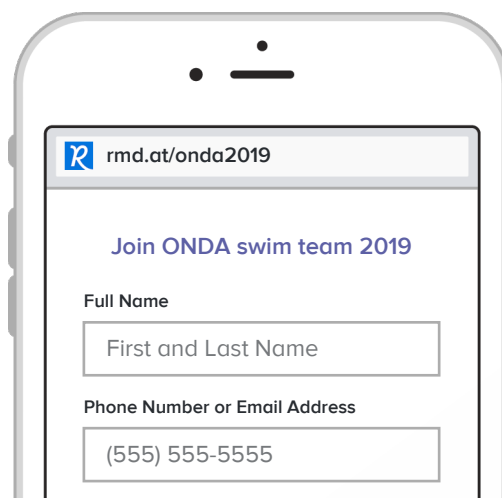 rmd.at/onda2019
Join ONDA swim team 2019
Full Name
First and Last Name
Phone Number or Email Address
(555) 555-5555